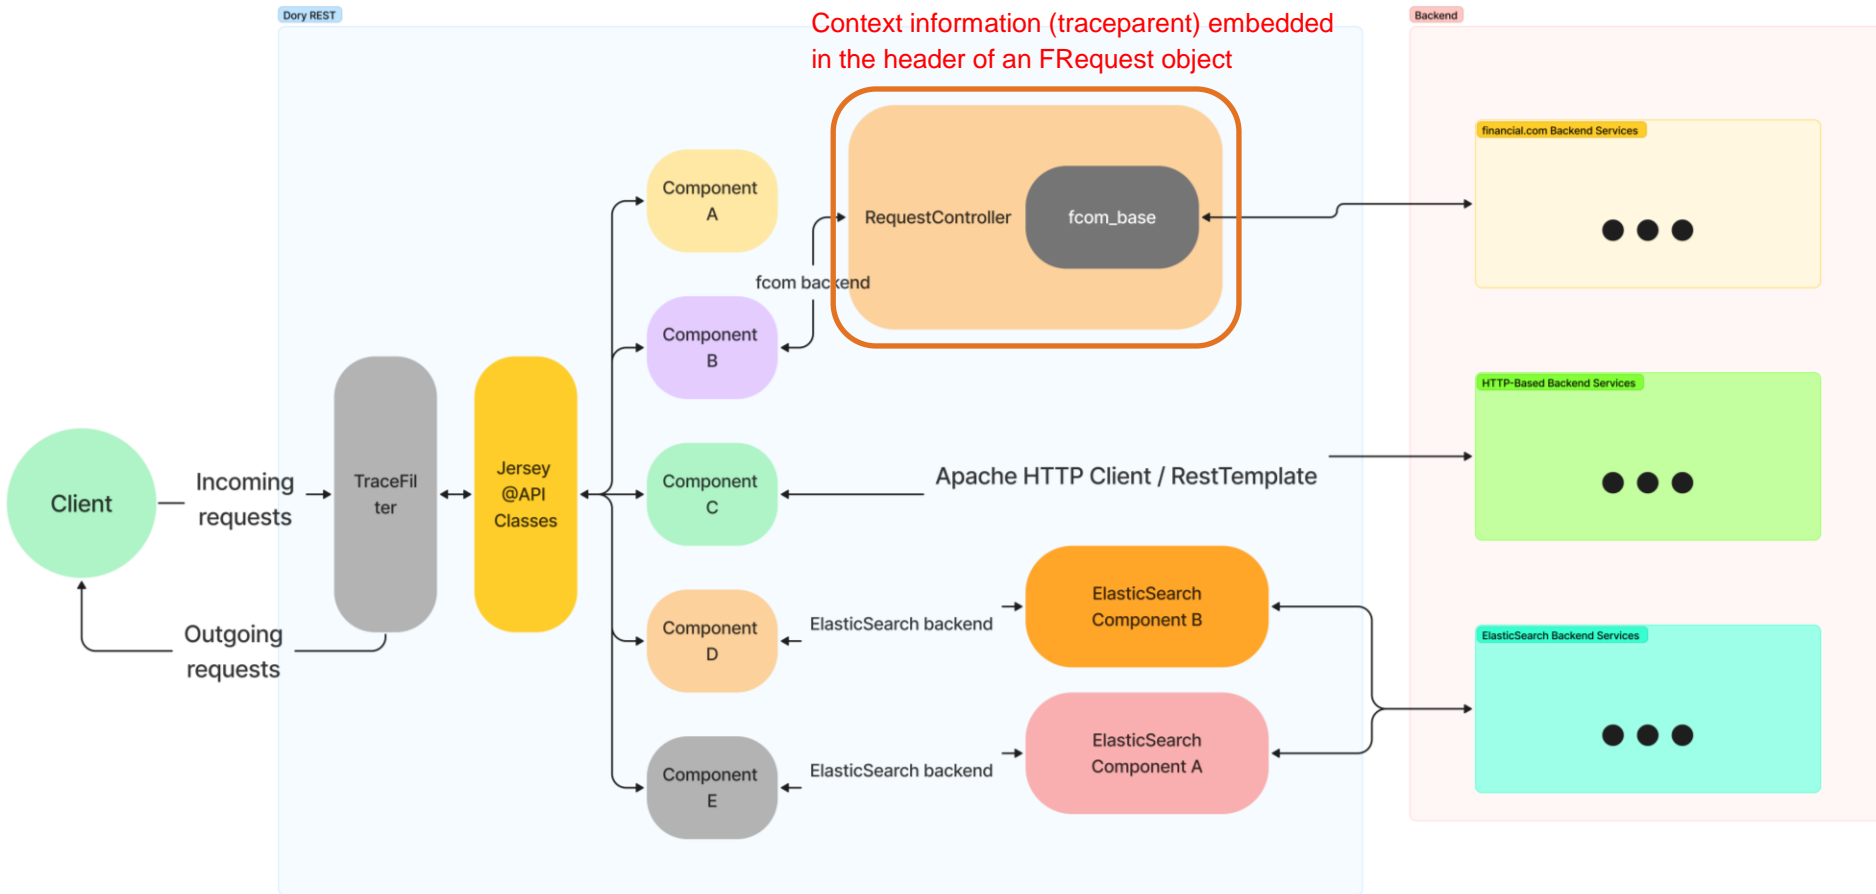 Dory REST
Context information (traceparent) embedded
in the header of an FRequest object
Backend
financial.com Backend Services
Component
A
RequestController
fcom_base
fcom backend
Component
B
HTTP-Based Backend Services
Client
Incoming
requests
TraceFil
ter
Jersey
@API
Classes
Component
C
Apache HTTP Client / RestTemplate
Outgoing
requests
Component
D
ElasticSearch backend
ElasticSearch
Component B
ElasticSearch Backend Services
Component
E
ElasticSearch backend
ElasticSearch
Component A